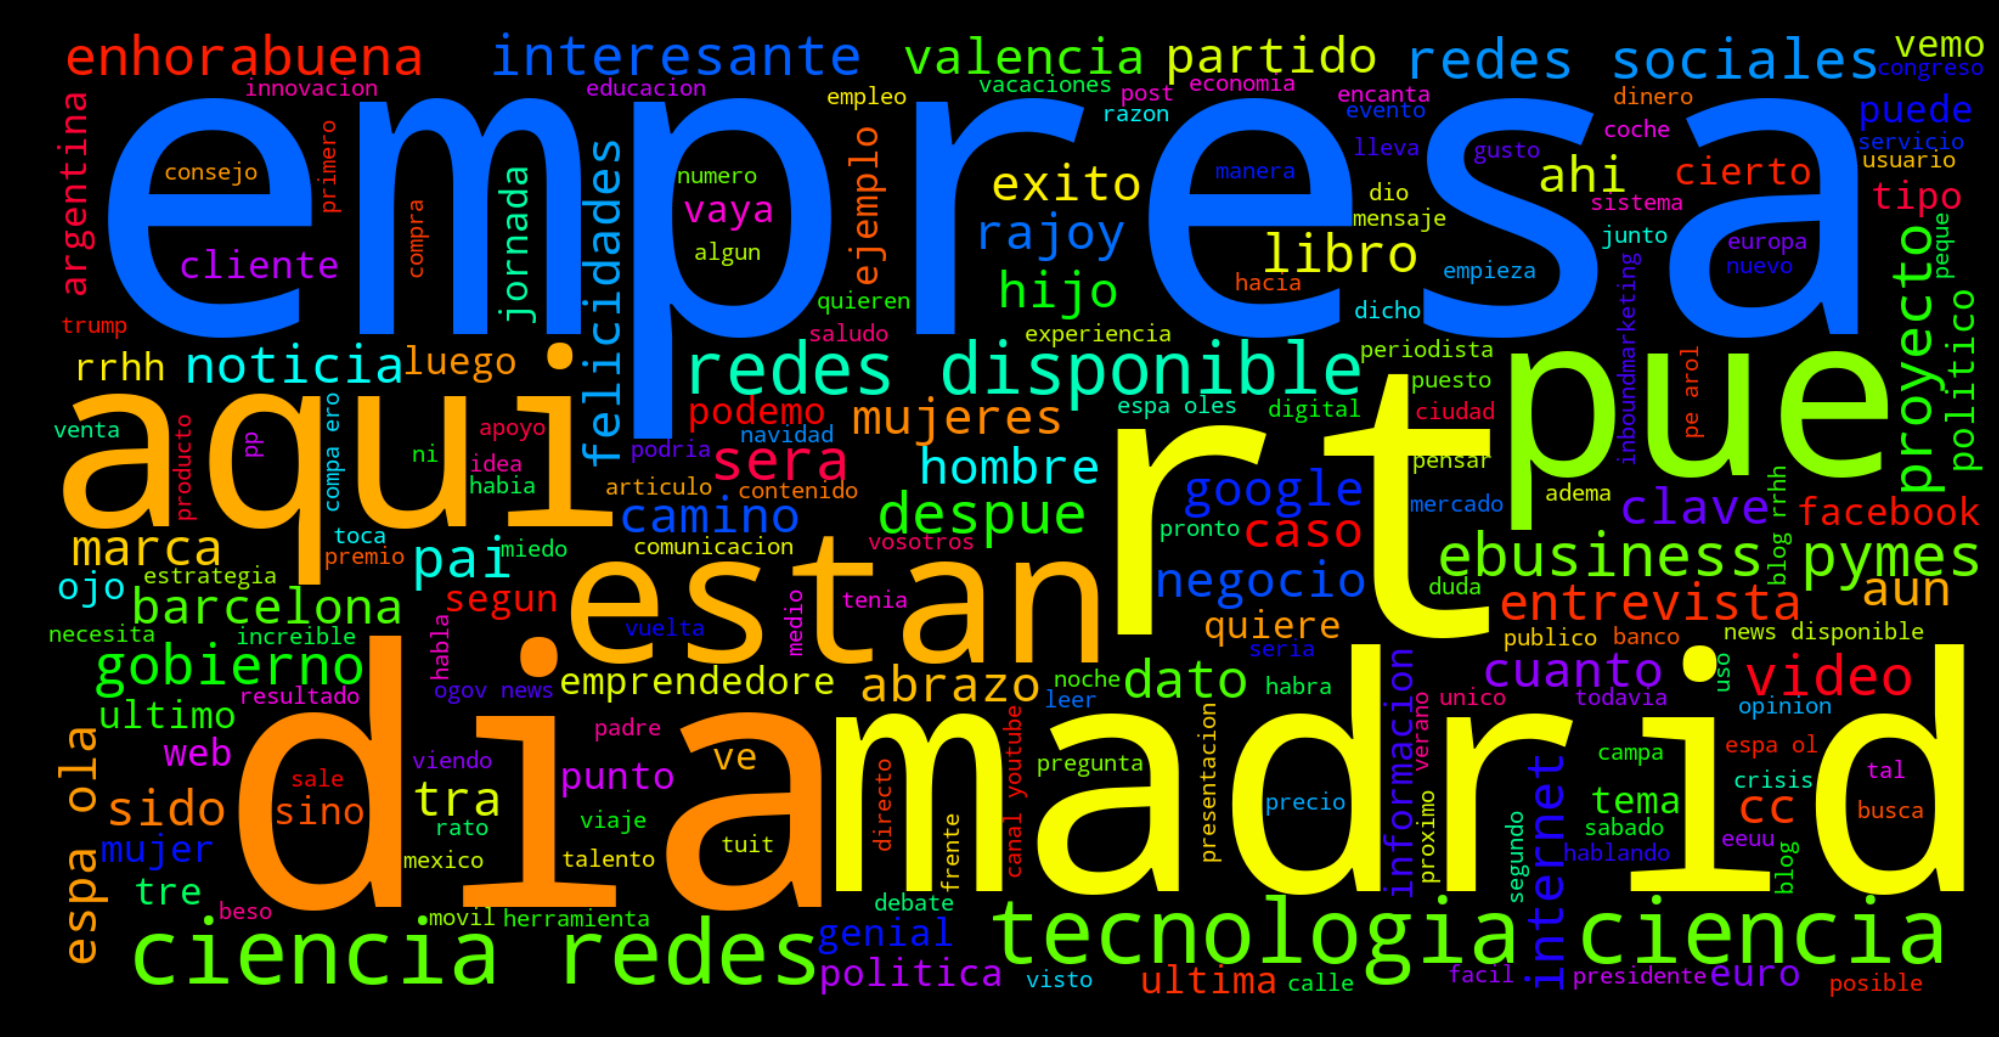 enhorabuena
interesante
valencia
partido
redes sociales
vemo
congreso
innovacion
educacion
empleo
vacaciones
post
economia
encanta
dinero
argentina
empresa
razon
evento
coche
puede
servicio
consejo
primero
jornada
felicidades
numero
ejemplo
exito
manera
lleva
gusto
ahi
cierto
usuario
tipo
compra
vaya
dio
mensaje
sistema
cliente
algun
rajoy
libro
junto
europa
nuevo
proyecto
peque
quieren
hijo
hacia
empieza
dicho
inboundmarketing
politico
trump
saludo
experiencia
rrhh
noticia
luego
redes disponible
periodista
puesto
pue
pe arol
aqui
podemo
mujeres
espa oles
digital
rt
ciudad
venta
producto
pp
compa ero
apoyo
ni
idea
habia
navidad
podria
sera
hombre
pensar
articulo
contenido
google
mercado
adema
clave
facebook
blog rrhh
camino
despue
caso
pronto
marca
toca
premio
pai
miedo
comunicacion
vosotros
ebusiness
pymes
ojo
estrategia
estan
negocio
duda
aun
barcelona
segun
tenia
medio
entrevista
necesita
increible
habla
vuelta
quiere
seria
publico
banco
news disponible
gobierno
resultado
ogov news
emprendedore
abrazo
noche
leer
dato
habra
informacion
unico
cuanto
todavia
uso
video
ultimo
dia
madrid
padre
canal youtube
presentacion
verano
opinion
espa ola
web
viendo
ve
pregunta
campa
espa ol
sale
punto
directo
precio
proximo
internet
crisis
tal
sido
sino
tra
rato
viaje
frente
segundo
tema
cc
busca
mujer
mexico
talento
tuit
sabado
hablando
eeuu
blog
tre
beso
movil
herramienta
debate
ciencia redes
genial
tecnologia
ciencia
politica
visto
ultima
calle
facil
presidente
euro
posible